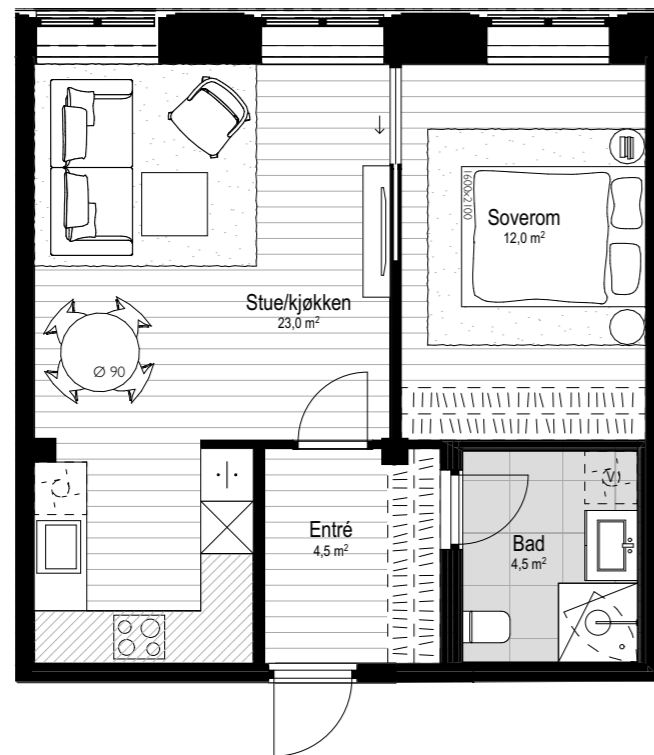 1600x2100
Soverom
12,0 m²
Stue/kjøkken
23,0 m²
Ø 90
Entré
4,5 m²
V
Bad
4,5 m²